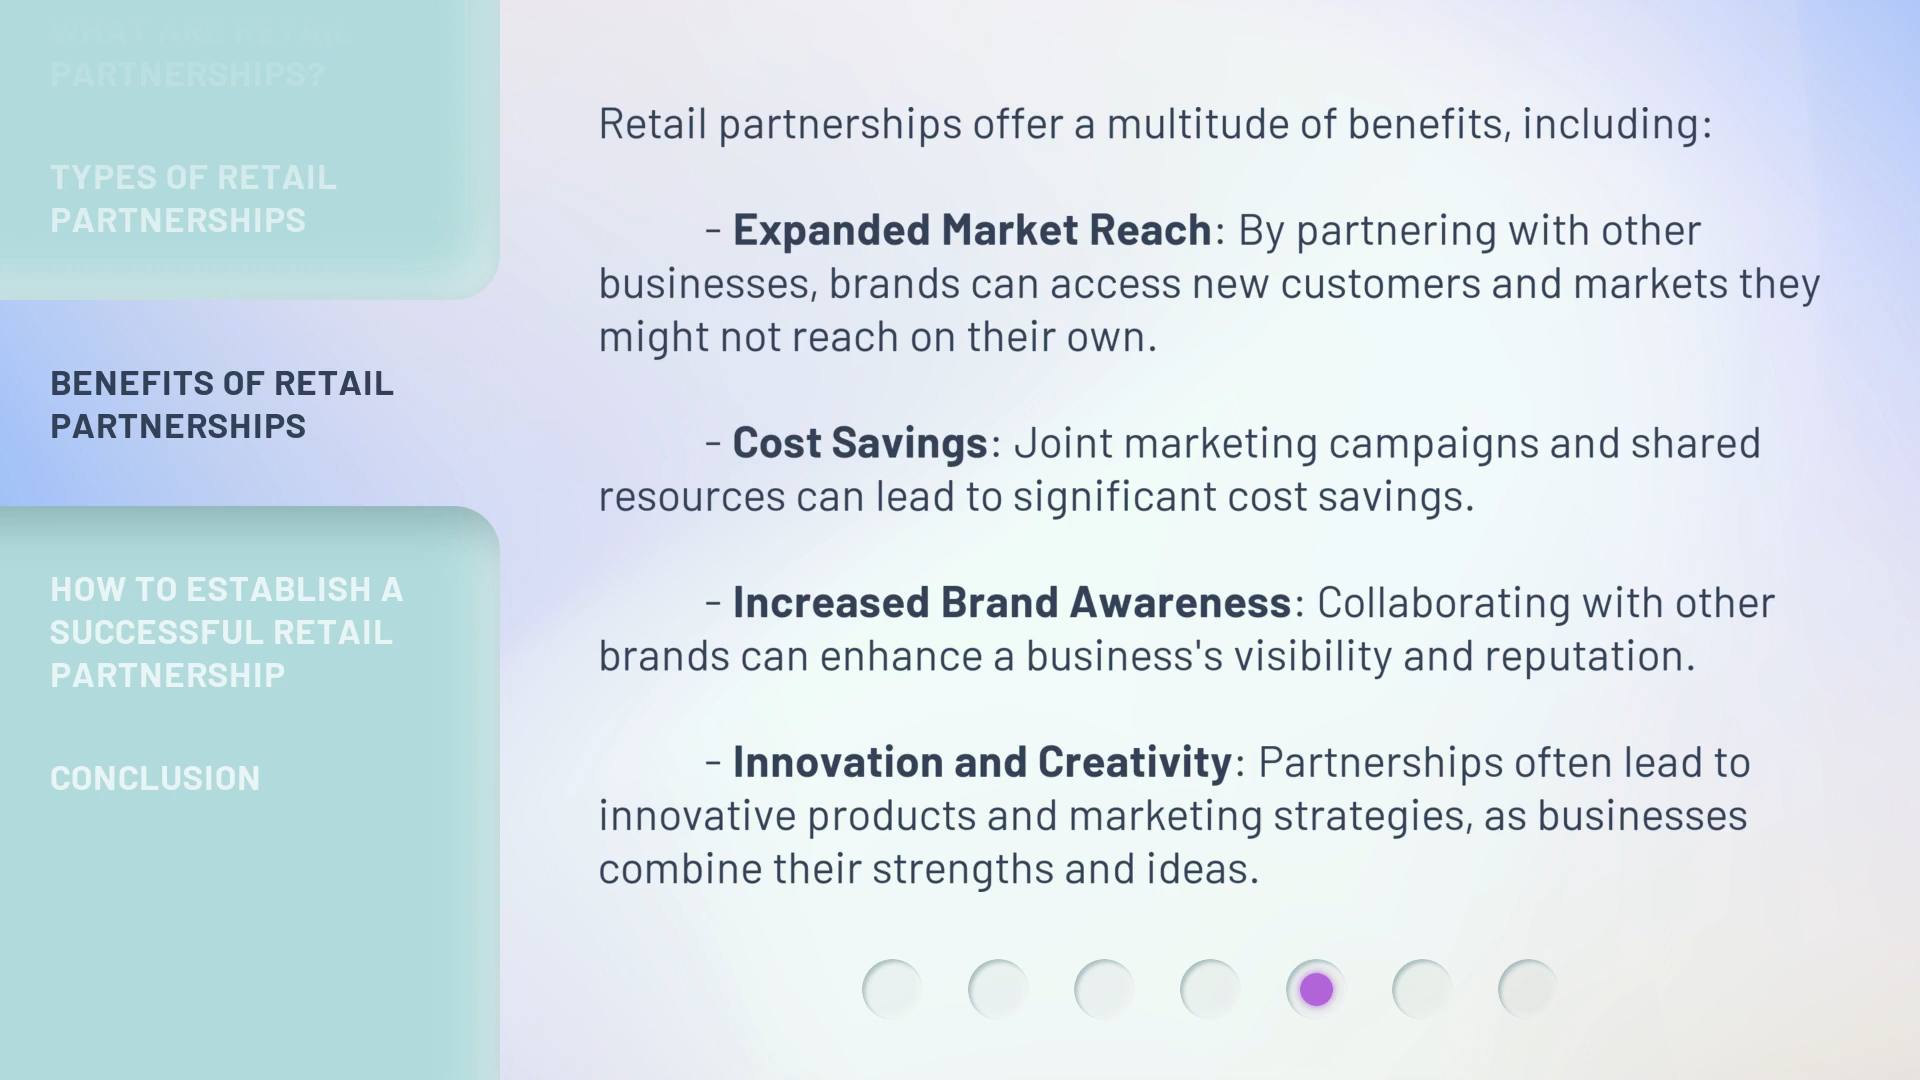 WHAT ARE RETAIL
PARTNERSHIPS?
TYPES OF RETAIL
PARTNERSHIPS
BENEFITS OF RETAIL
PARTNERSHIPS
HOW TO ESTABLISH A
SUCCESSFUL RETAIL
PARTNERSHIP
CONCLUSION
Retail partnerships offer a multitude of benefits, including:
- Expanded Market Reach: By partnering with other
businesses, brands can access new customers and markets they
might not reach on their own.
- Cost Savings: Joint marketing campaigns and shared
resources can lead to significant cost savings.
- Increased Brand Awareness: Collaborating with other
brands can enhance a business's visibility and reputation.
- Innovation and Creativity: Partnerships often lead to
innovative products and marketing strategies, as businesses
combine their strengths and ideas.